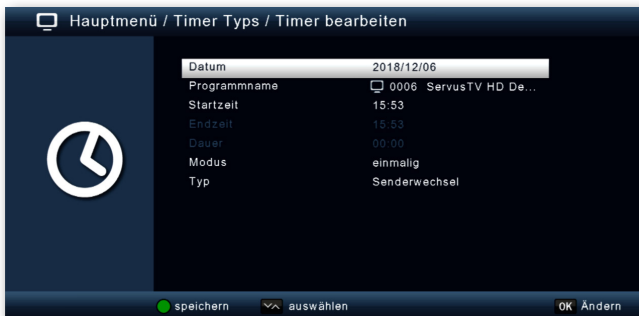 Hauptmenü / Timer Typs / Timer bearbeiten
Datum 2018/12/06
Programmname 0006 ServusTV HD De...
Startzeit 15:53
Endzeit 15:53
Dauer 00:00
Modus einmalig
Typ Senderwechsel
speichern auswählen OK Ändern